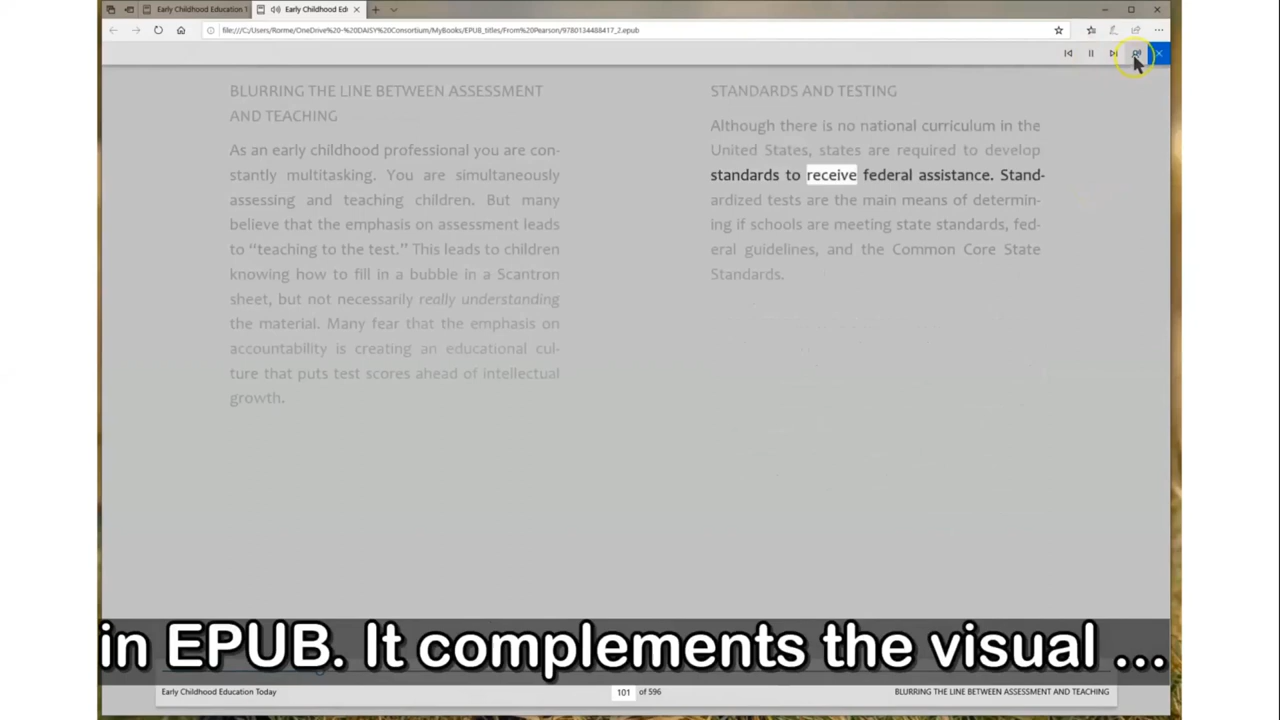 Early Childhood Education 1
Early Childhood Edu
file:///C:/Users/Rorme/OneDrive%20-%20DAISY%20Consortium/MyBooks/EPUB_titles/From%20Pearson/9780134488417_2.epub
BLURRING THE LINE BETWEEN ASSESSMENT
AND TEACHING
As an early childhood professional you are con-
stantly multitasking. You are simultaneously
assessing and teaching children. But many
believe that the emphasis on assessment leads
to “teaching to the test.” This leads to children
knowing how to fill in a bubble in a Scantron
sheet, but not necessarily really understanding
the material. Many fear that the emphasis on
accountability is creating an educational cul-
ture that puts test scores ahead of intellectual
growth.
STANDARDS AND TESTING
Although there is no national curriculum in the
United States, states are required to develop
standards to receive federal assistance. Stand-
ardized tests are the main means of determin-
ing if schools are meeting state standards, fed-
eral guidelines, and the Common Core State
Standards.
in EPUB. It complements the visual ...
Early Childhood Education Today
101 of 596
BLURRING THE LINE BETWEEN ASSESSMENT AND TEACHING